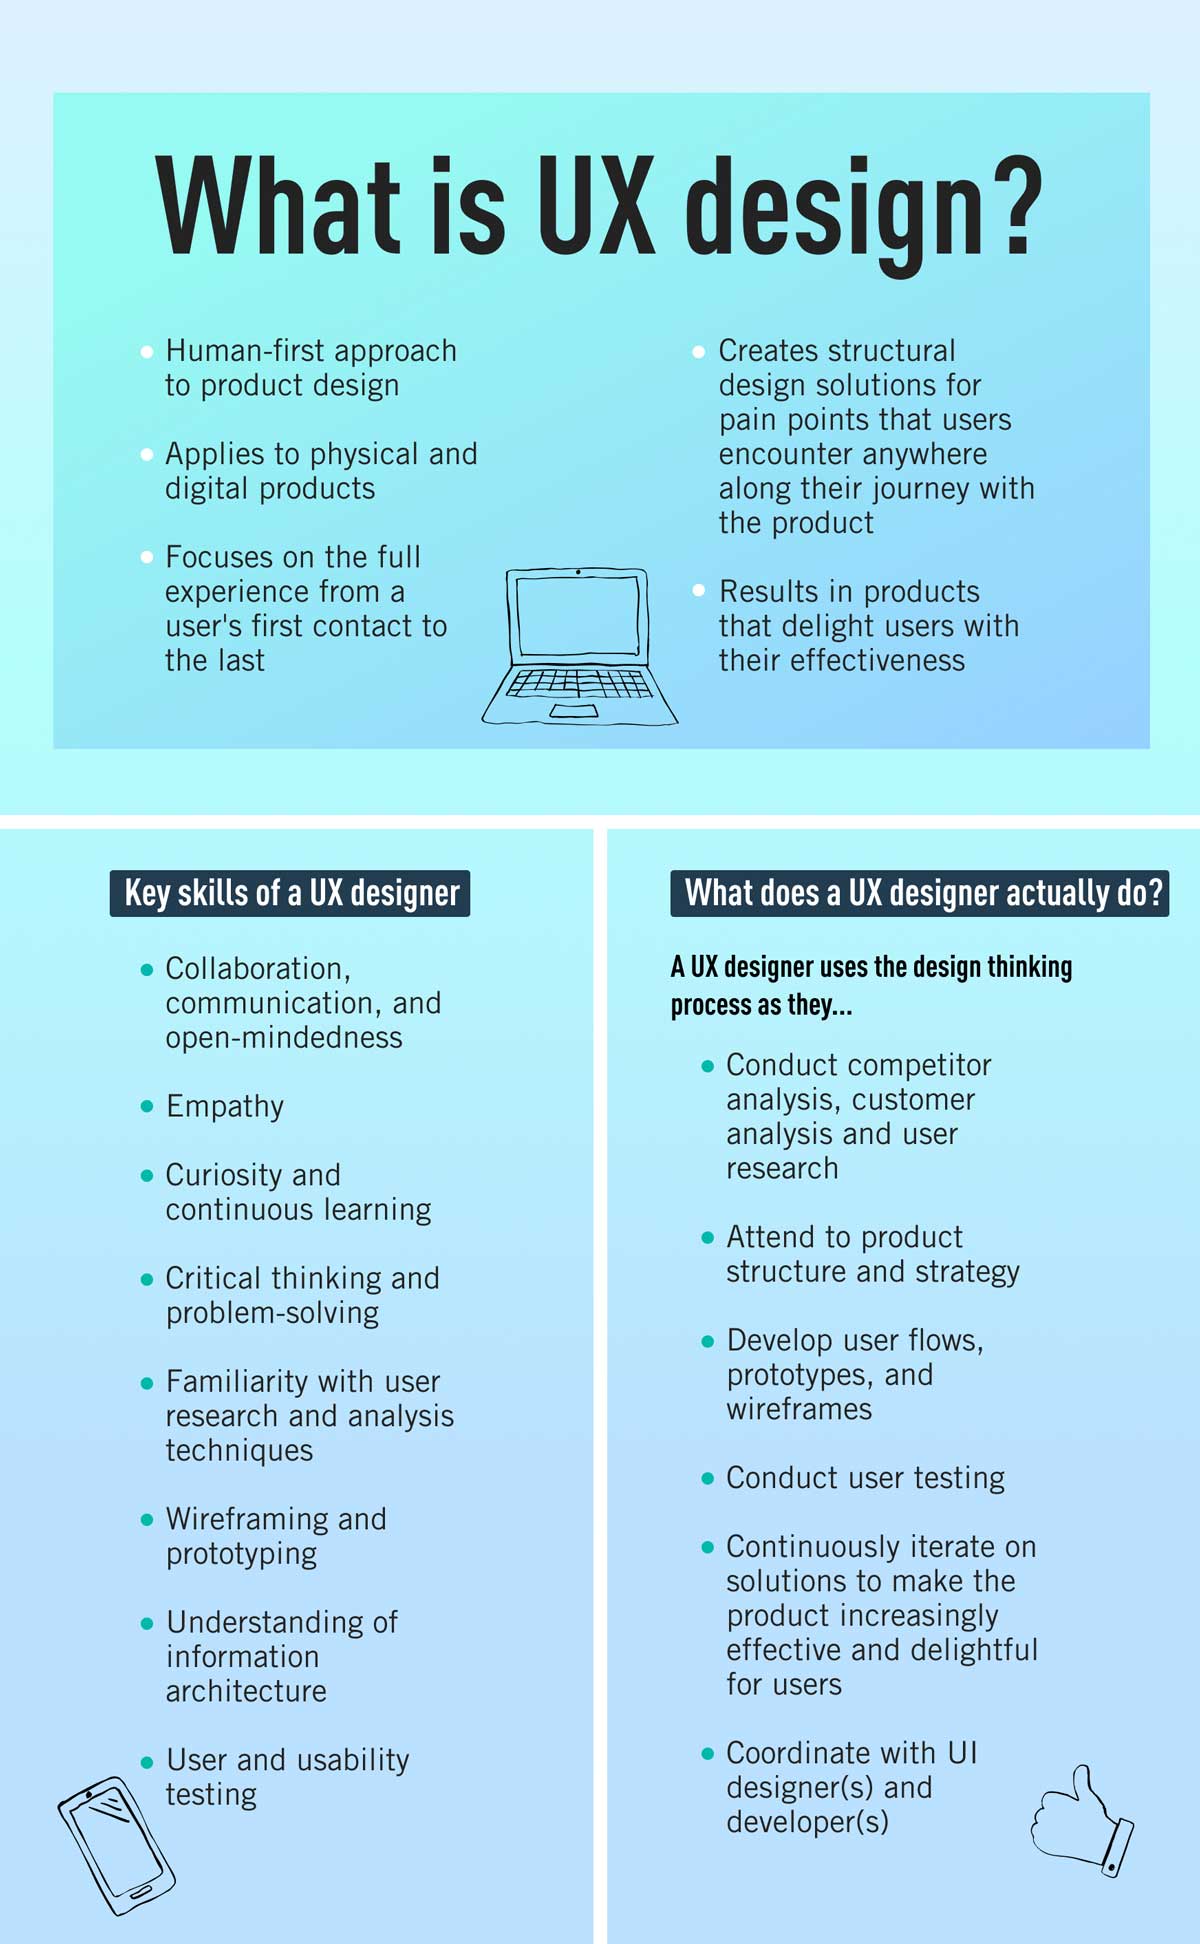 What is UX design?
Human-first approach
to product design
Applies to physical and
digital products
Focuses on the full
experience from a
user's first contact to
the last
Creates structural
design solutions for
pain points that users
encounter anywhere
along their journey with
the product
Results in products
that delight users with
their effectiveness
Key skills of a UX designer
Collaboration,
communication, and
open-mindedness
Empathy
Curiosity and
continuous learning
Critical thinking and
problem-solving
Familiarity with user
research and analysis
techniques
Wireframing and
prototyping
Understanding of
information
architecture
User and usability
testing
What does a UX designer actually do?
A UX designer uses the design thinking
process as they...
Conduct competitor
analysis, customer
analysis and user
research
Attend to product
structure and strategy
Develop user flows,
prototypes, and
wireframes
Conduct user testing
Continuously iterate on
solutions to make the
product increasingly
effective and delightful
for users
Coordinate with UI
designer(s) and
developer(s)